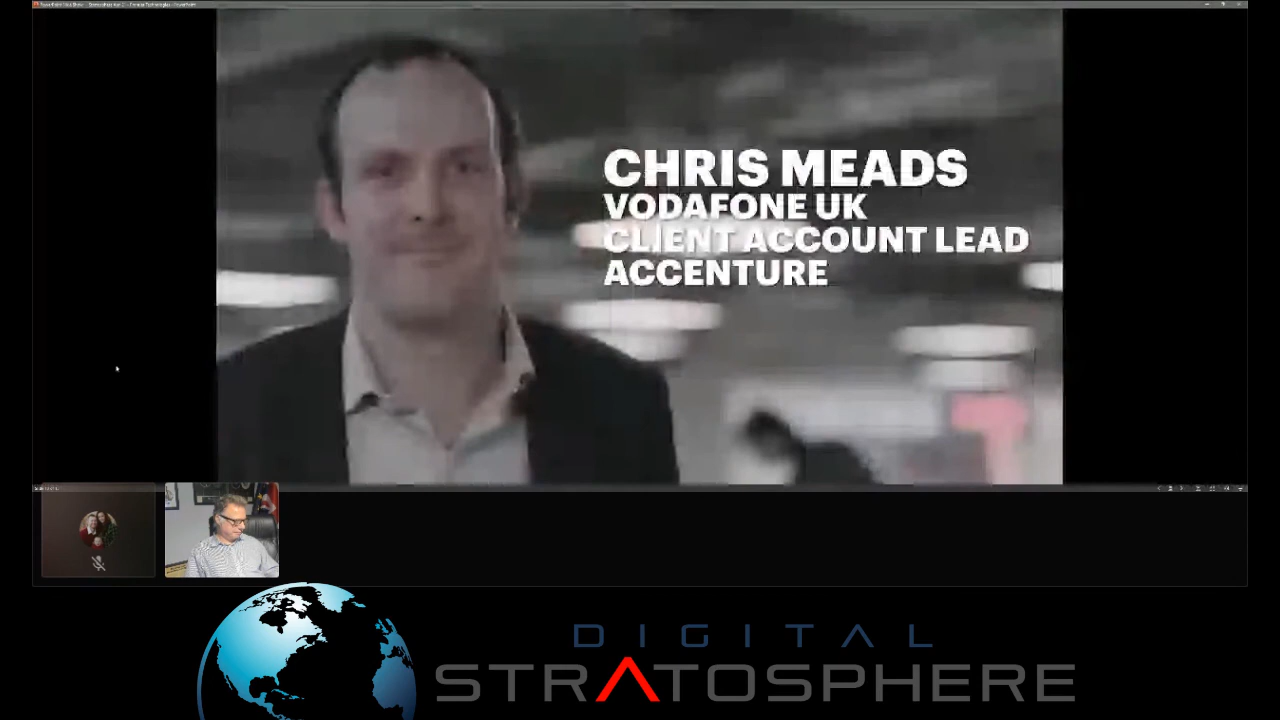 CHRIS MEADS
VODAFONE UK
CLIENT ACCOUNT LEAD
ACCENTURE
DIGITAL
STRATOSPHERE